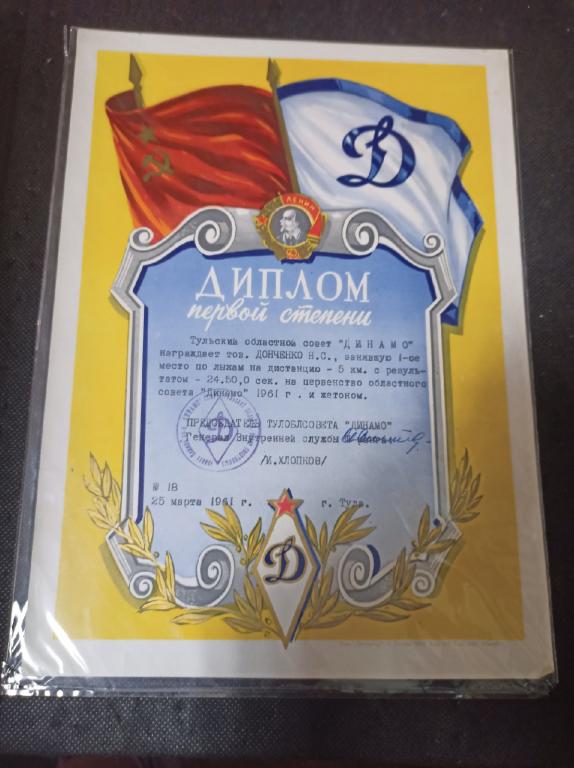 Д
ЛЕНИН
ДИПЛОМ
первой степени
Тульский областной совет "Д И Н А М О"
награждает тов. ДОНЧЕНКО Н.С., занявшую I-ое
место по лыжам на дистанцию - 5 км. с резуль-
татом - 24,50,0 сек. на первенство областного
совета "Динамо" 1961 г. и жетоном.
ПРЕДСЕДАТЕЛЬ ТУЛОБЛСОВЕТА "ДИНАМО"
Генерал Внутренней службы
/И.ХЛОПКОВ/
№ 18
25 марта 1961 г. г. Тула.
Д